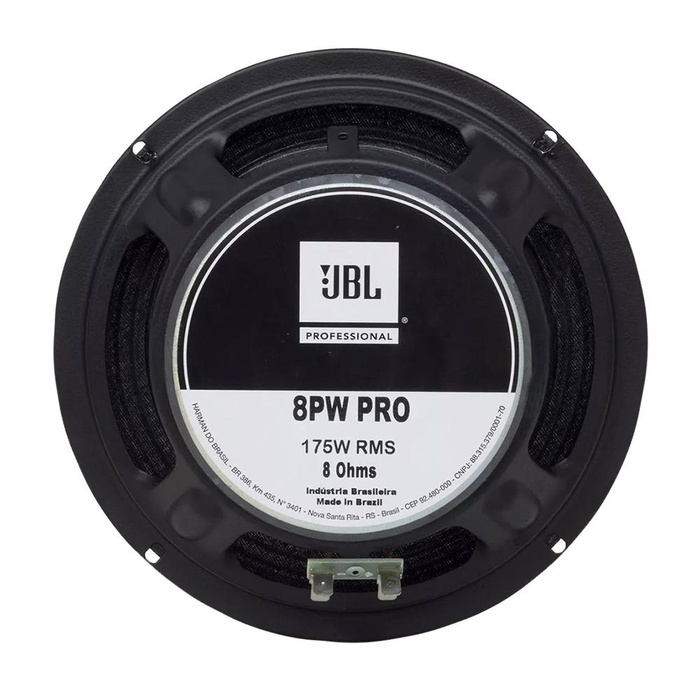 JBL
®
PROFESSIONAL
8PW PRO
175W RMS
8 Ohms
Indústria Brasileira
Made in Brazil
HARMAN DO BRASIL - BR 386, Km 435, N° 3401 - Nova Santa Rita - RS - Brasil - CEP 92.480-000 - CNPJ: 88.315.379/0001-70